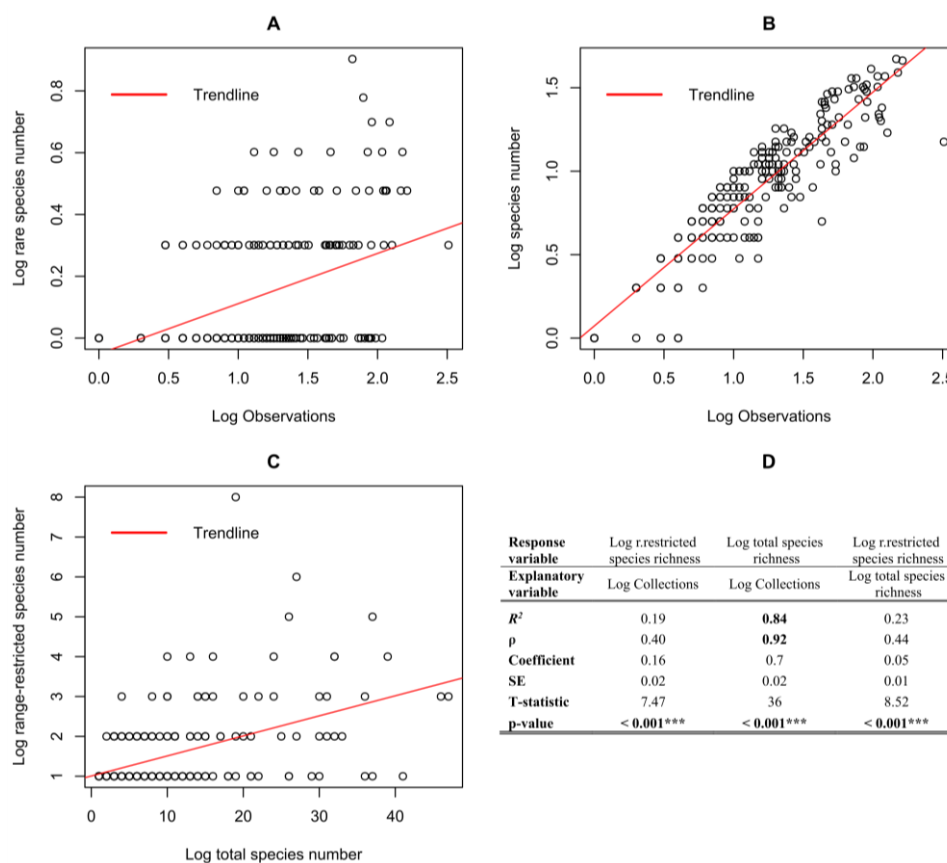 A
Log rare species number
0.8
0.6
0.4
0.2
0.0
Trendline
0.0 0.5 1.0 1.5 2.0 2.5
Log Observations
B
Log species number
1.5
1.0
0.5
0.0
Trendline
0.0 0.5 1.0 1.5 2.0 2.5
Log Observations
C
Log range-restricted species number
8
7
6
5
4
3
2
1
Trendline
0 10 20 30 40
Log total species number
D
Response variable Log r.restricted species richness Log total species richness Log r.restricted species richness
Explanatory variable Log Collections Log Collections Log total species richness
R² 0.19 0.84 0.23
ρ 0.40 0.92 0.44
Coefficient 0.16 0.7 0.05
SE 0.02 0.02 0.01
T-statistic 7.47 36 8.52
p-value < 0.001*** < 0.001*** < 0.001***